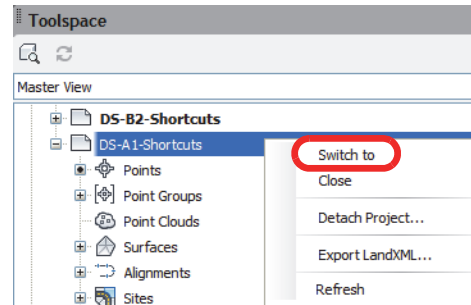 Toolspace
Master View
DS-B2-Shortcuts
DS-A1-Shortcuts
Switch to
Points
Close
Point Groups
Detach Project...
Point Clouds
Surfaces
Export LandXML...
Alignments
Refresh
Sites